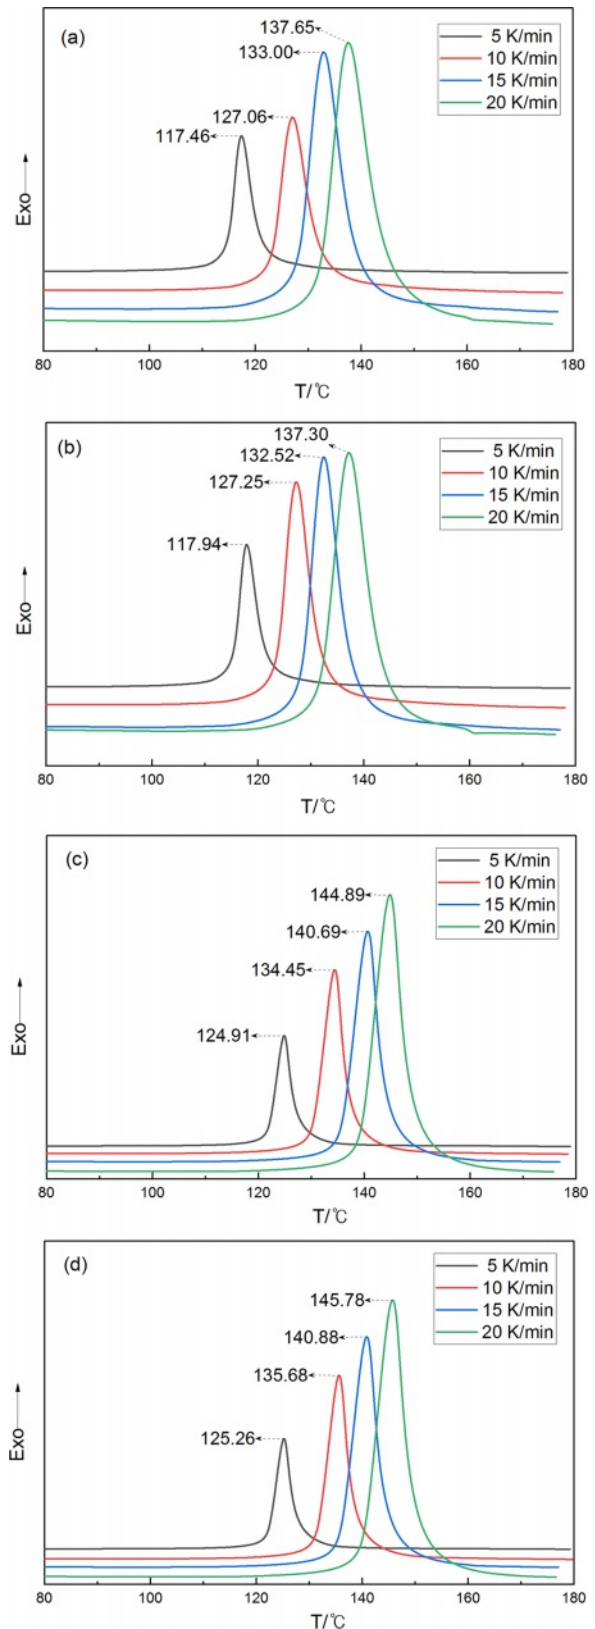 (a)
137.65
133.00
127.06
117.46
5 K/min
10 K/min
15 K/min
20 K/min
Exo
80 100 120 140 160 180
T/℃
(b)
137.30
132.52
127.25
117.94
5 K/min
10 K/min
15 K/min
20 K/min
Exo
80 100 120 140 160 180
T/℃
(c)
144.89
140.69
134.45
124.91
5 K/min
10 K/min
15 K/min
20 K/min
Exo
80 100 120 140 160 180
T/℃
(d)
145.78
140.88
135.68
125.26
5 K/min
10 K/min
15 K/min
20 K/min
Exo
80 100 120 140 160 180
T/℃